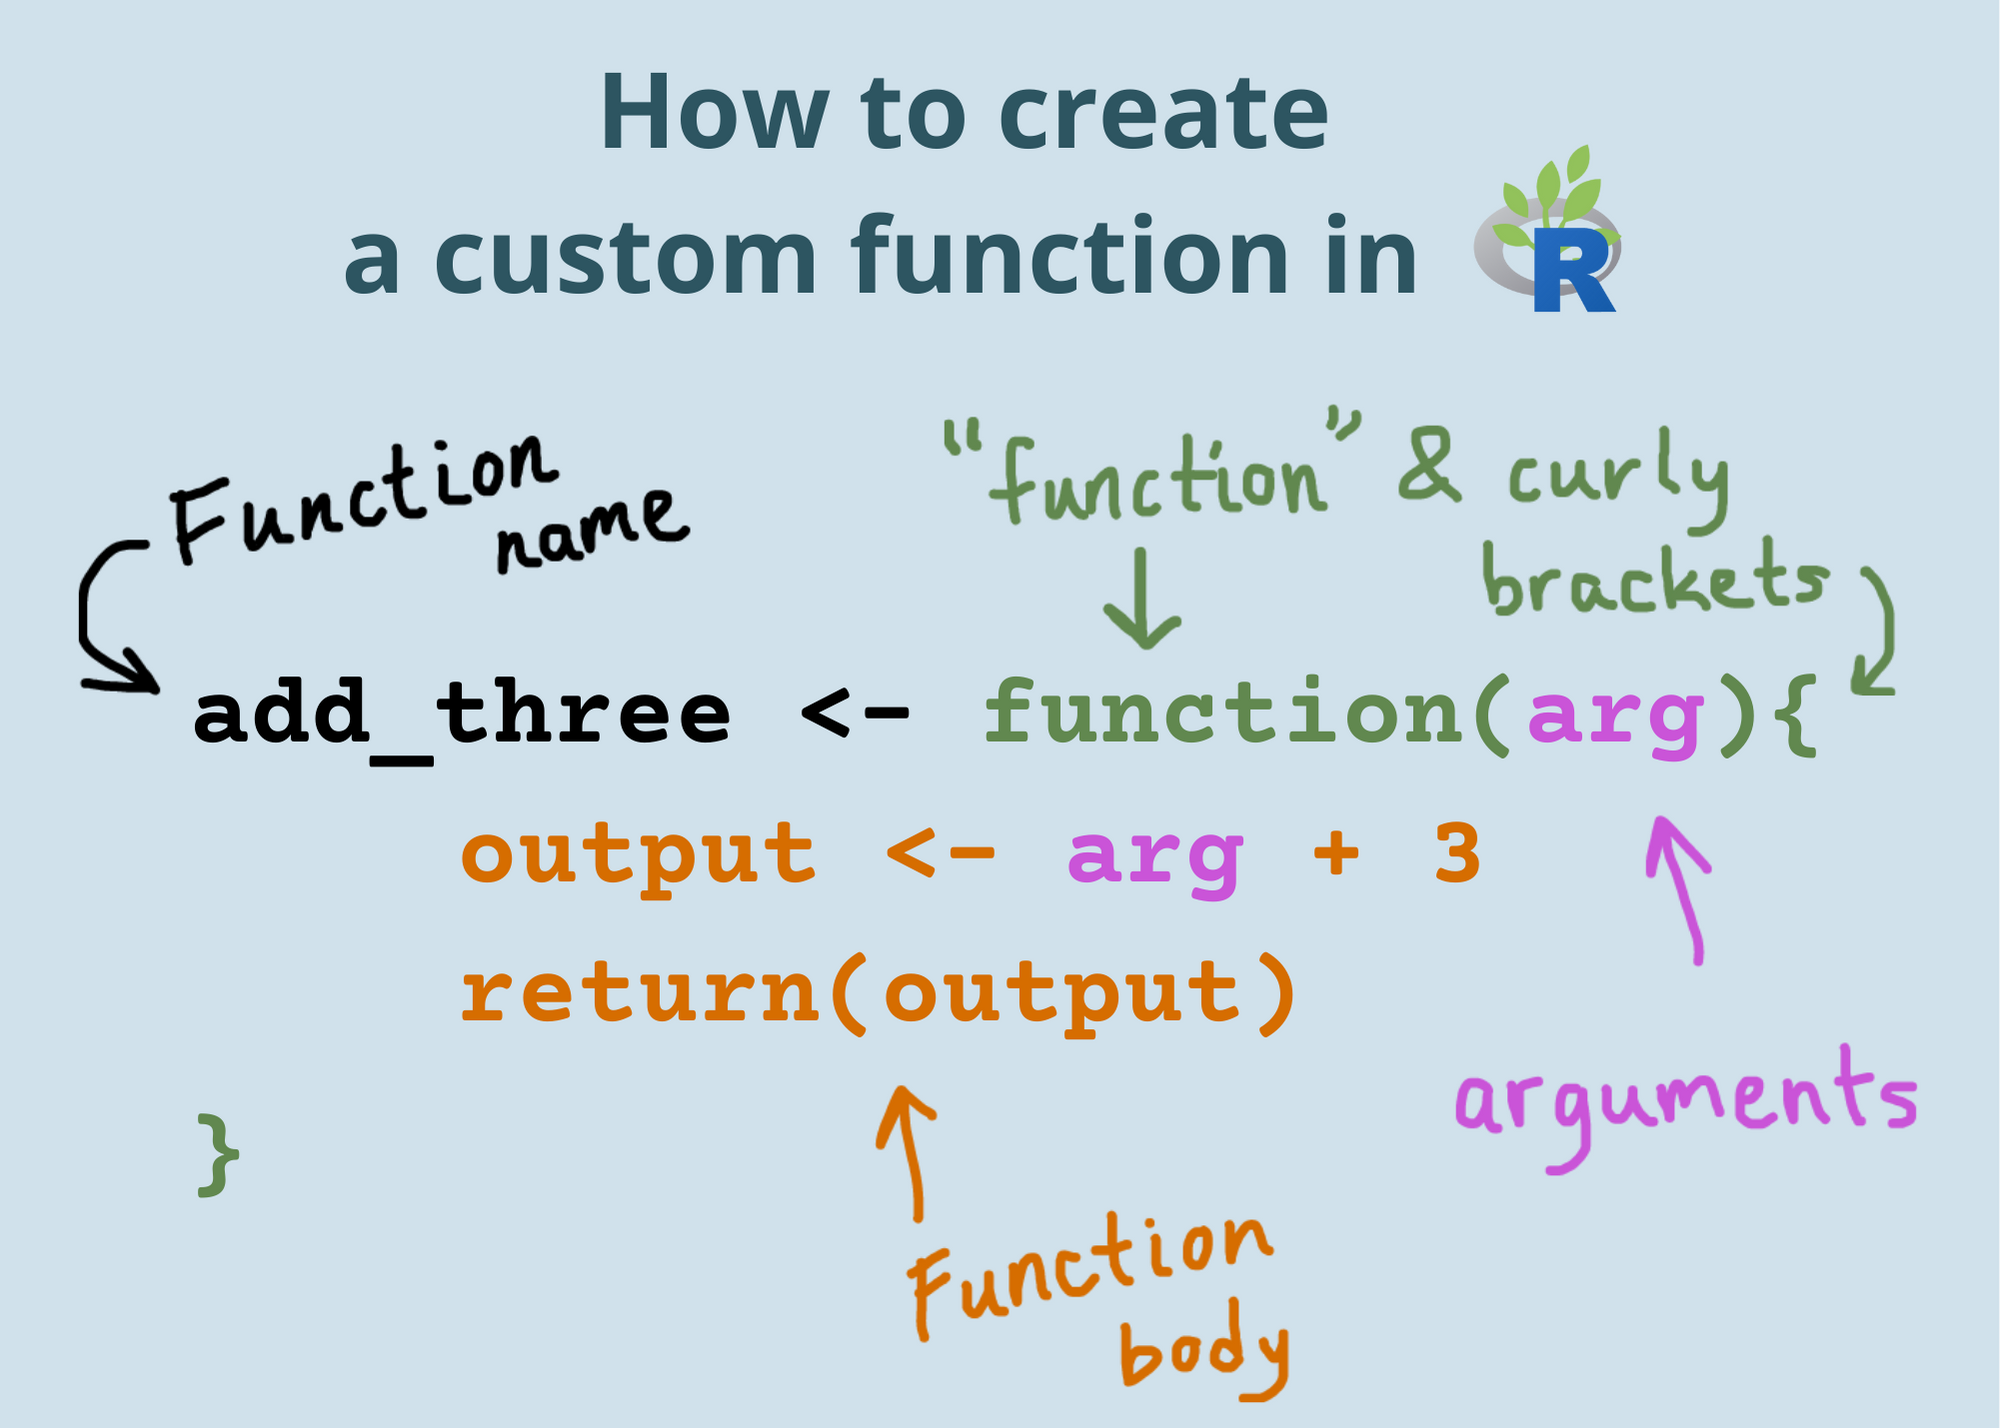 How to create
a custom function in R
Function
name
"function" & curly
brackets
add_three <- function(arg){
output <- arg + 3
return(output)
}
arguments
Function
body